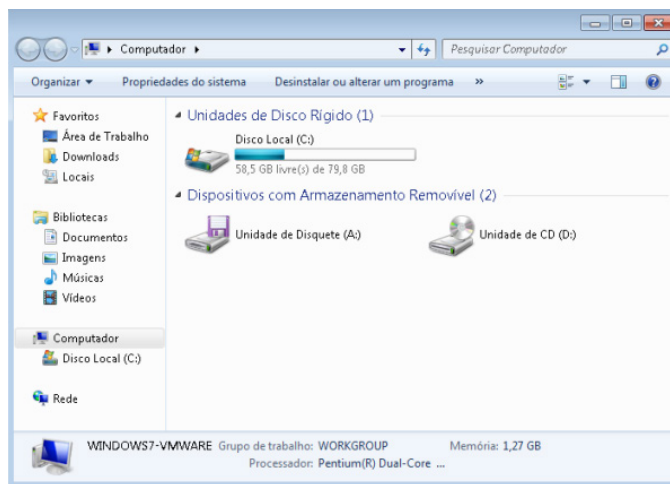 Computador
Pesquisar Computador
Organizar Propriedades do sistema Desinstalar ou alterar um programa »
Favoritos
Área de Trabalho
Downloads
Locais
Bibliotecas
Documentos
Imagens
Músicas
Vídeos
Computador
Disco Local (C:)
Rede
Unidades de Disco Rígido (1)
Disco Local (C:)
58,5 GB livre(s) de 79,8 GB
Dispositivos com Armazenamento Removível (2)
Unidade de Disquete (A:) Unidade de CD (D:)
WINDOWS7-VMWARE Grupo de trabalho: WORKGROUP Memória: 1,27 GB
Processador: Pentium(R) Dual-Core ...